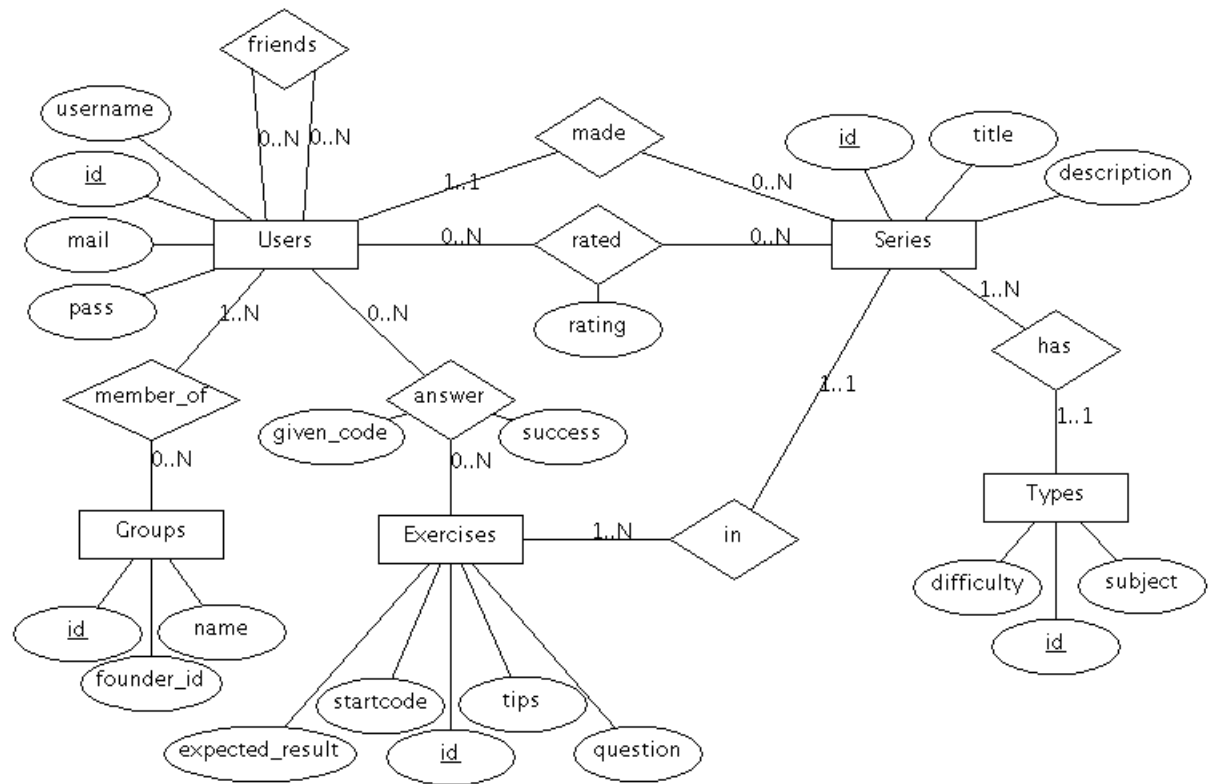 friends
username
0..N
0..N
made
id
title
id
description
1..1
0..N
mail
Users
0..N
rated
0..N
Series
pass
1..N
0..N
rating
1..N
has
member_of
answer
1..1
given_code
success
1..1
0..N
0..N
Types
Groups
Exercises
1..N
in
difficulty
subject
id
name
id
founder_id
startcode
tips
expected_result
id
question